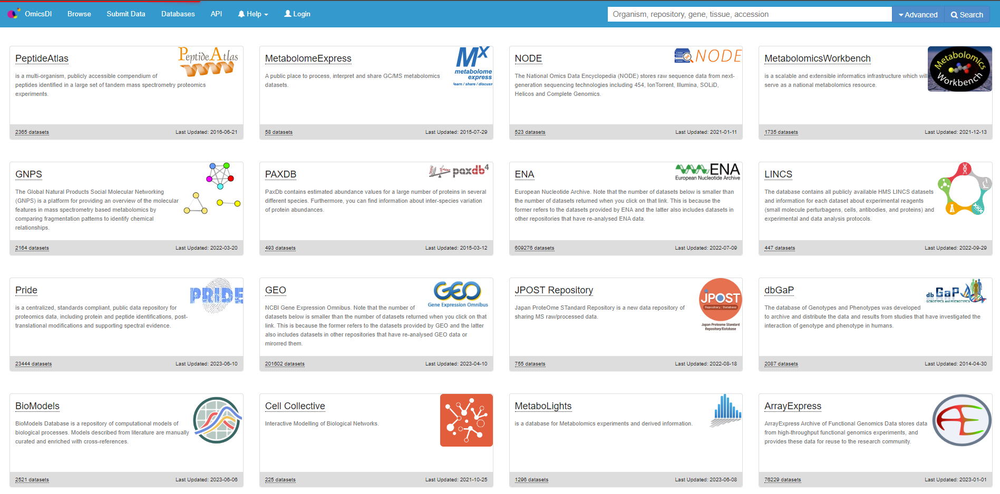 OmicsDI Browse Submit Data Databases API Help Login Organism, repository, gene, tissue, accession Advanced Search
PeptideAtlas
Peptide Atlas
is a multi-organism, publicly accessible compendium of
peptides identified in a large set of tandem mass spectrometry proteomics
experiments.
2365 datasets Last Updated: 2016-06-21
MetabolomeExpress
Mx
metabolome
express
learn / share / discuss
A public place to process, interpret and share GC/MS metabolomics
datasets.
58 datasets Last Updated: 2015-07-29
NODE
NODE
The National Omics Data Encyclopedia (NODE) stores raw sequence data from next-
generation sequencing technologies including 454, IonTorrent, Illumina, SOLiD,
Helicos and Complete Genomics.
523 datasets Last Updated: 2021-01-11
MetabolomicsWorkbench
Metabolomics
Workbench
is a scalable and extensible informatics infrastructure which will
serve as a national metabolomics resource.
1735 datasets Last Updated: 2021-12-13
GNPS
The Global Natural Products Social Molecular Networking
(GNPS) is a platform for providing an overview of the molecular
features in mass spectrometry based metabolomics by
comparing fragmentation patterns to identify chemical
relationships.
2164 datasets Last Updated: 2022-03-20
PAXDB
paxdb4
PaxDb contains estimated abundance values for a large number of proteins in several
different species. Furthermore, you can find information about inter-species variation
of protein abundances.
493 datasets Last Updated: 2015-03-12
ENA
ENA
European Nucleotide Archive
European Nucleotide Archive. Note that the number of datasets below is smaller than
the number of datasets returned when you click on that link. This is because the
former refers to the datasets provided by ENA and the latter also includes datasets in
other repositories that have re-analysed ENA data.
609276 datasets Last Updated: 2022-07-09
LINCS
The database contains all publicly available HMS LINCS datasets
and information for each dataset about experimental reagents
(small molecule perturbagens, cells, antibodies, and proteins) and
experimental and data analysis protocols.
447 datasets Last Updated: 2022-09-29
Pride
PRIDE
is a centralized, standards compliant, public data repository for
proteomics data, including protein and peptide identifications, post-
translational modifications and supporting spectral evidence.
23444 datasets Last Updated: 2023-06-10
GEO
GEO
Gene Expression Omnibus
NCBI Gene Expression Omnibus. Note that the number of
datasets below is smaller than the number of datasets returned when you click on that
link. This is because the former refers to the datasets provided by GEO and the latter
also includes datasets in other repositories that have re-analysed GEO data or
mirorred them.
201602 datasets Last Updated: 2023-04-10
JPOST Repository
jPOST
Repository Database
Japan Proteome Standard
Repository/Database
Japan ProteOme STandard Repository is a new data repository of
sharing MS raw/processed data.
755 datasets Last Updated: 2022-08-18
dbGaP
dbGaP
GENOTYPES and PHENOTYPES
The database of Genotypes and Phenotypes was developed
to archive and distribute the data and results from studies that have investigated the
interaction of genotype and phenotype in humans.
2087 datasets Last Updated: 2014-04-30
BioModels
BioModels Database is a repository of computational models of
biological processes. Models described from literature are manually
curated and enriched with cross-references.
2521 datasets Last Updated: 2023-06-06
Cell Collective
Interactive Modelling of Biological Networks.
225 datasets Last Updated: 2021-10-25
MetaboLights
is a database for Metabolomics experiments and derived information.
1296 datasets Last Updated: 2023-06-08
ArrayExpress
AE
ArrayExpress Archive of Functional Genomics Data stores data
from high-throughput functional genomics experiments, and
provides these data for reuse to the research community.
76229 datasets Last Updated: 2023-01-01